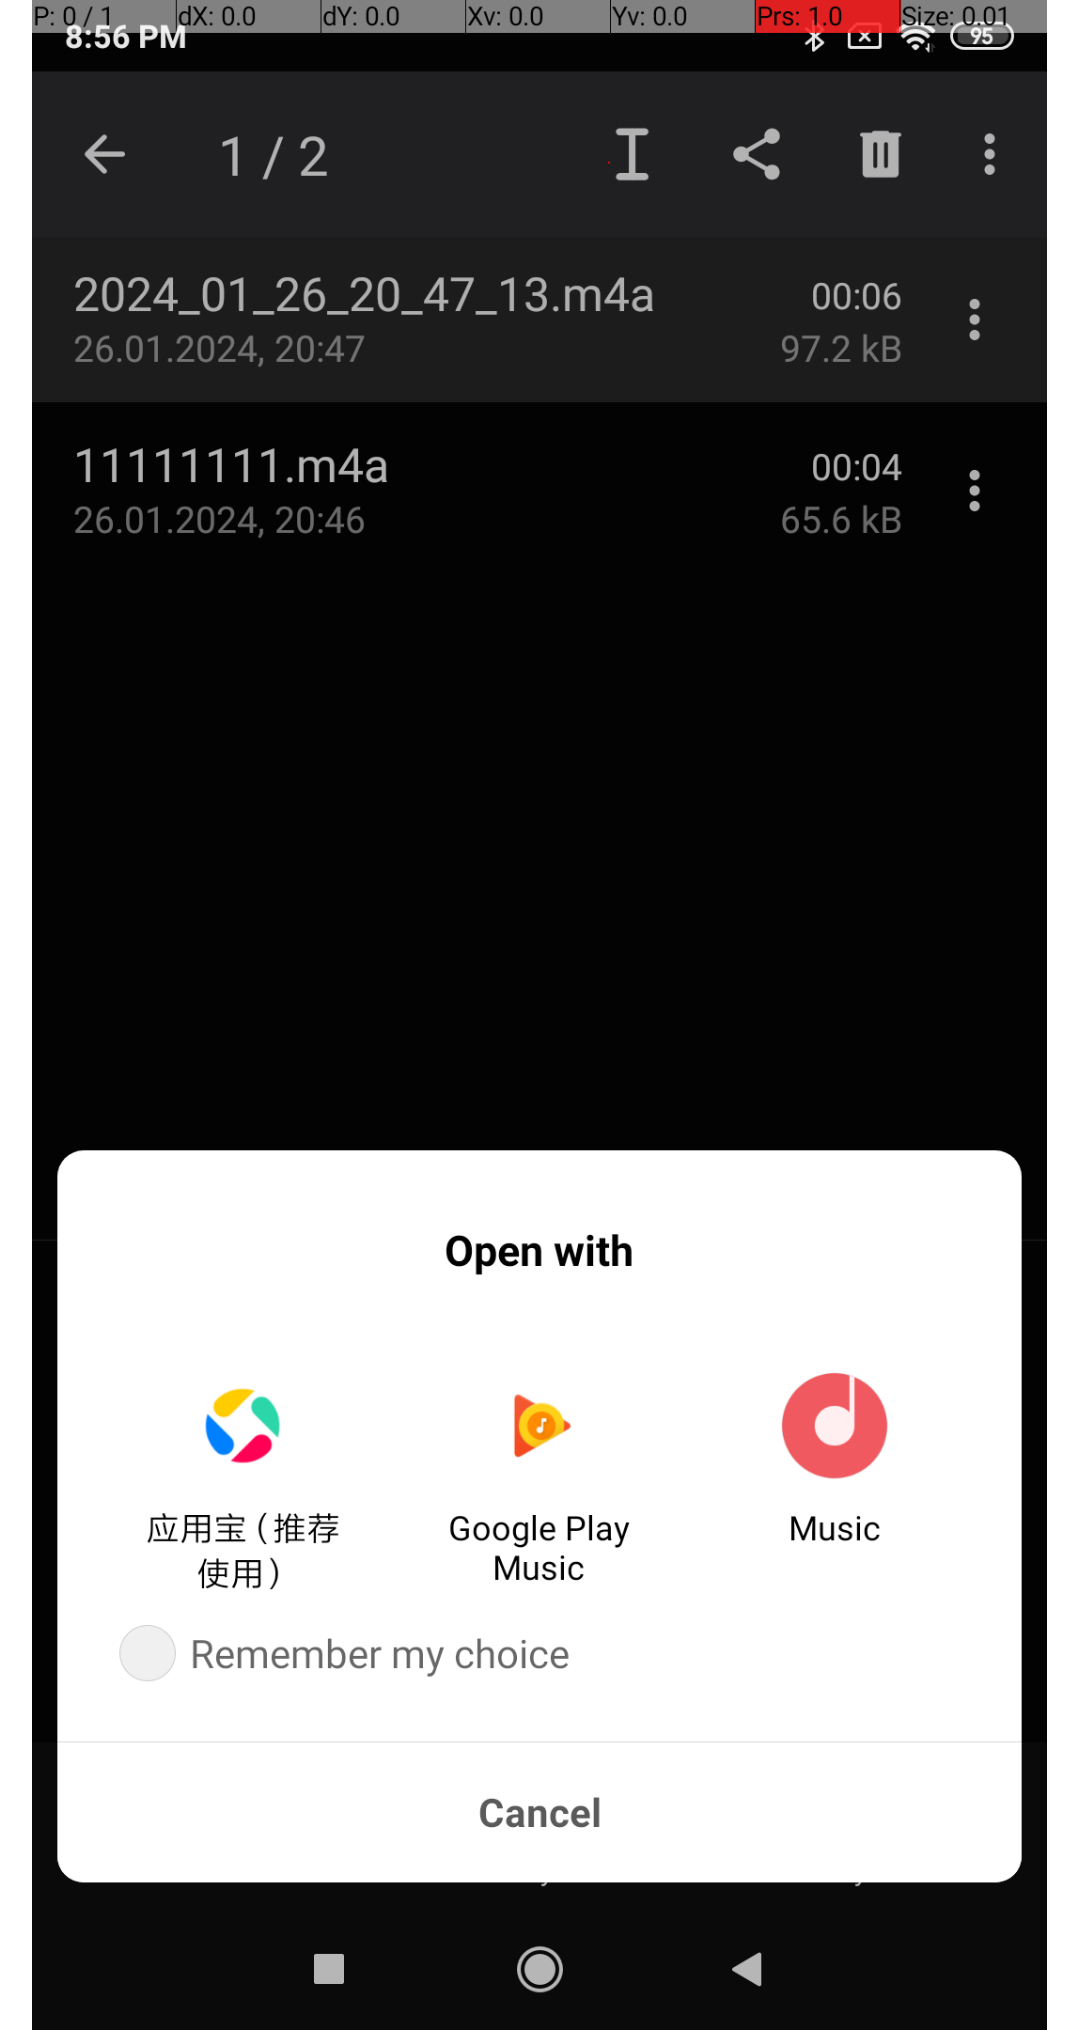 P: 0 / 1 dX: 0.0 dY: 0.0 Xv: 0.0 Yv: 0.0 Prs: 1.0 Size: 0.01
8:56 PM 95
1 / 2
2024_01_26_20_47_13.m4a 00:06
26.01.2024, 20:47 97.2 kB
11111111.m4a 00:04
26.01.2024, 20:46 65.6 kB
Open with
应用宝（推荐
使用）
Google Play
Music
Music
Remember my choice
Cancel